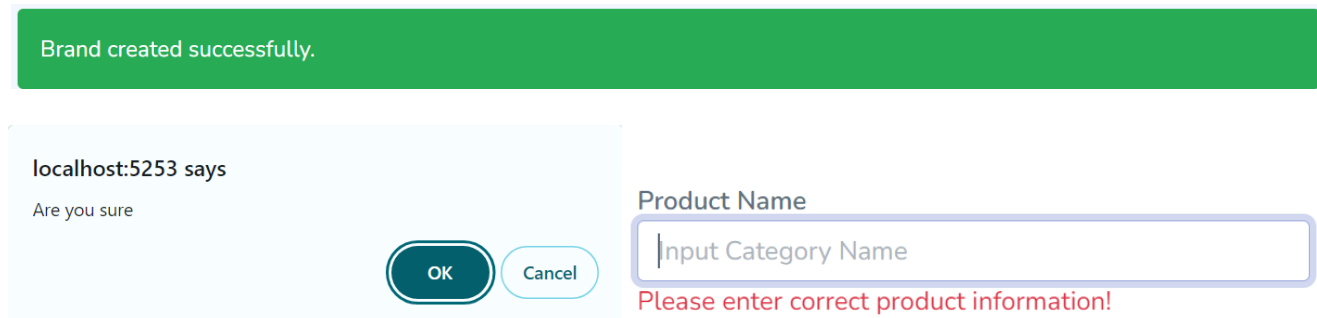 Brand created successfully.
localhost:5253 says
Are you sure
OK
Cancel
Product Name
Input Category Name
Please enter correct product information!